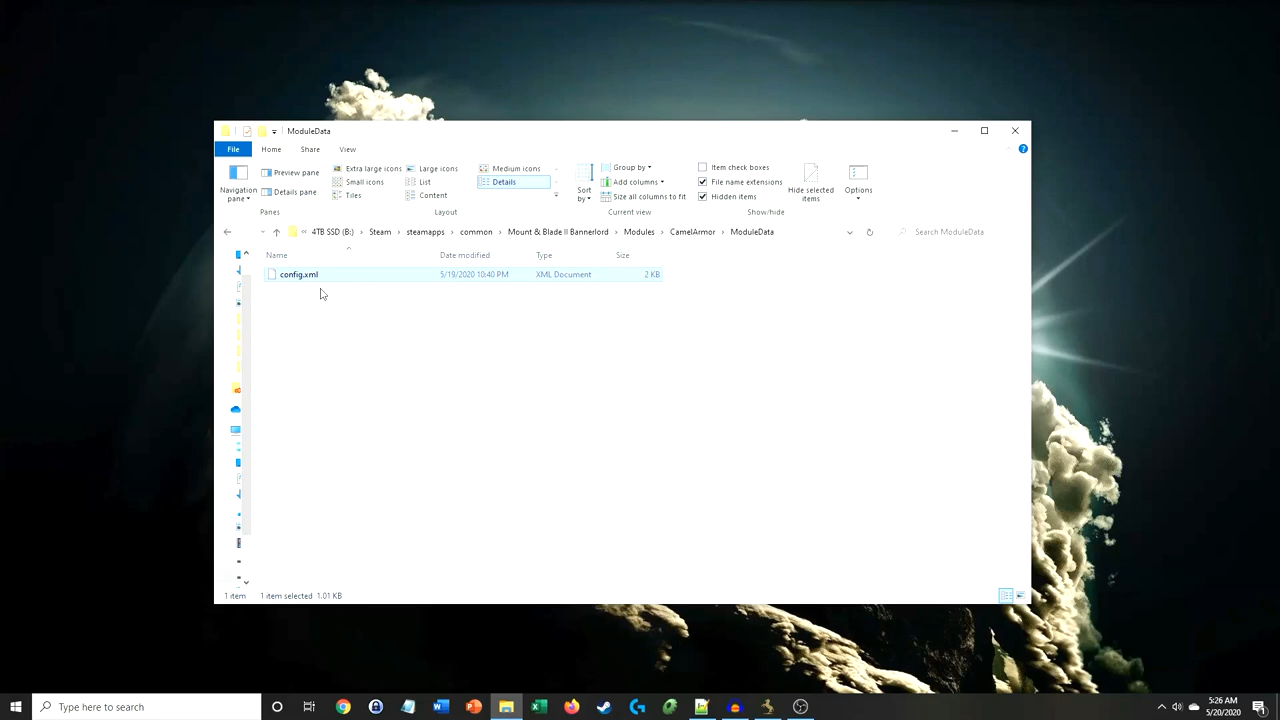 ModuleData
File Home Share View
Navigation pane
Preview pane
Details pane
Panes
Extra large icons Large icons Medium icons
Small icons List Details
Tiles Content
Layout
Sort by
Group by
Add columns
Size all columns to fit
Current view
Item check boxes
File name extensions
Hidden items
Hide selected items
Show/hide
Options
« 4TB SSD (B:) › Steam › steamapps › common › Mount & Blade II Bannerlord › Modules › CamelArmor › ModuleData
Search ModuleData
Name Date modified Type Size
config.xml 5/19/2020 10:40 PM XML Document 2 KB
1 item 1 item selected 1.01 KB
Type here to search
5:26 AM
5/20/2020